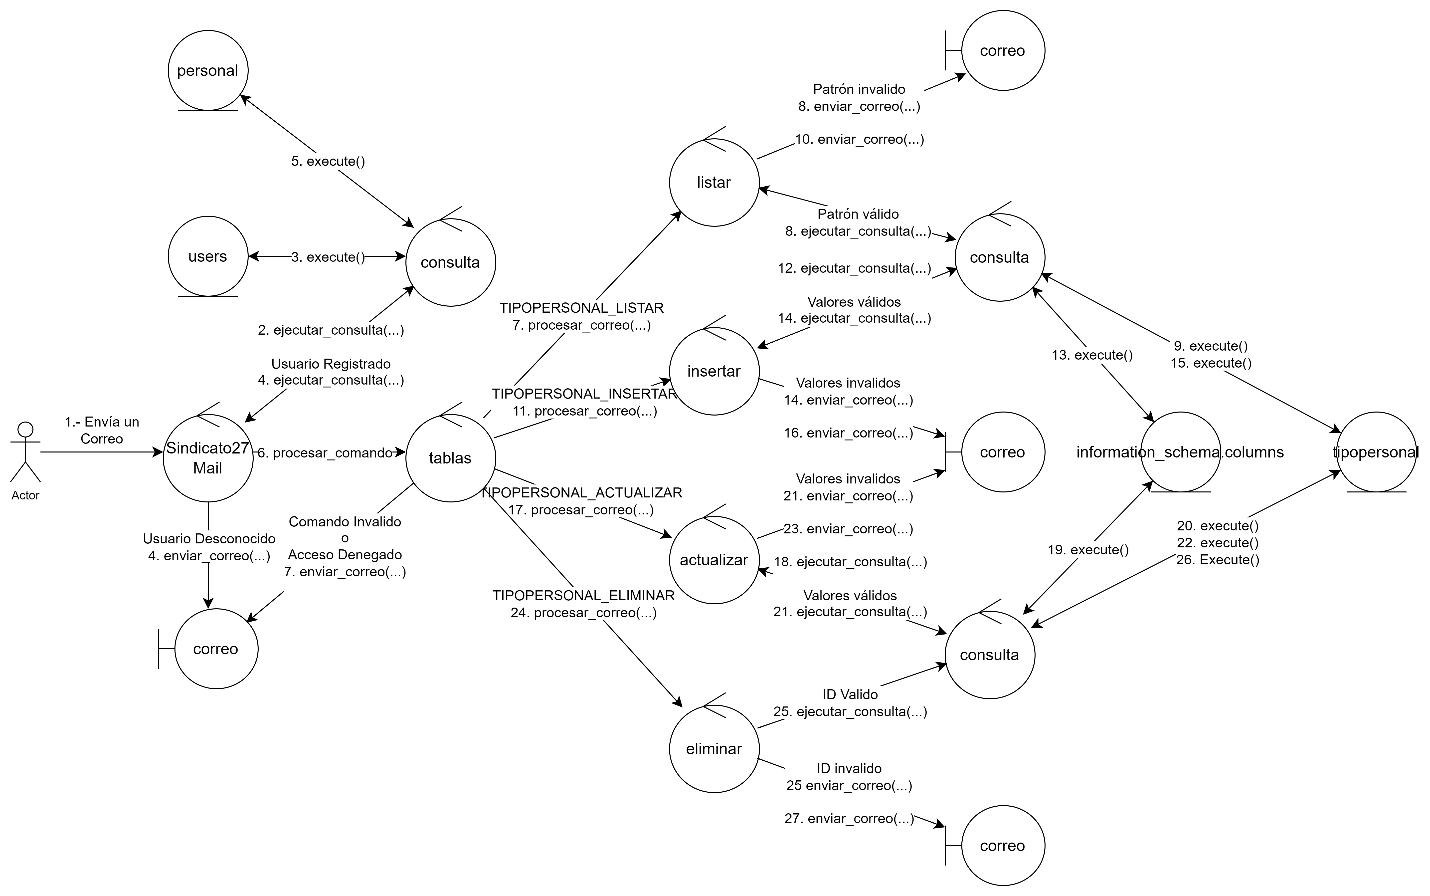 personal
5. execute()
users
3. execute()
consulta
2. ejecutar_consulta(...)
Usuario Registrado
4. ejecutar_consulta(...)
1.- Envía un
Correo
Actor
Sindicato27
Mail
6. procesar_comando
tablas
Usuario Desconocido
4. enviar_correo(...)
Comando Invalido
o
Acceso Denegado
7. enviar_correo(...)
correo
TIPOPERSONAL_LISTAR
7. procesar_correo(...)
TIPOPERSONAL_INSERTAR
11. procesar_correo(...)
TIPOPERSONAL_ACTUALIZAR
17. procesar_correo(...)
TIPOPERSONAL_ELIMINAR
24. procesar_correo(...)
listar
Patrón invalido
8. enviar_correo(...)
10. enviar_correo(...)
correo
Patrón válido
8. ejecutar_consulta(...)
12. ejecutar_consulta(...)
Valores válidos
14. ejecutar_consulta(...)
consulta
insertar
Valores invalidos
14. enviar_correo(...)
16. enviar_correo(...)
correo
Valores invalidos
21. enviar_correo(...)
23. enviar_correo(...)
actualizar
18. ejecutar_consulta(...)
Valores válidos
21. ejecutar_consulta(...)
consulta
eliminar
ID Valido
25. ejecutar_consulta(...)
ID invalido
25 enviar_correo(...)
27. enviar_correo(...)
correo
13. execute()
9. execute()
15. execute()
information_schema.columns
tipopersonal
19. execute()
20. execute()
22. execute()
26. Execute()